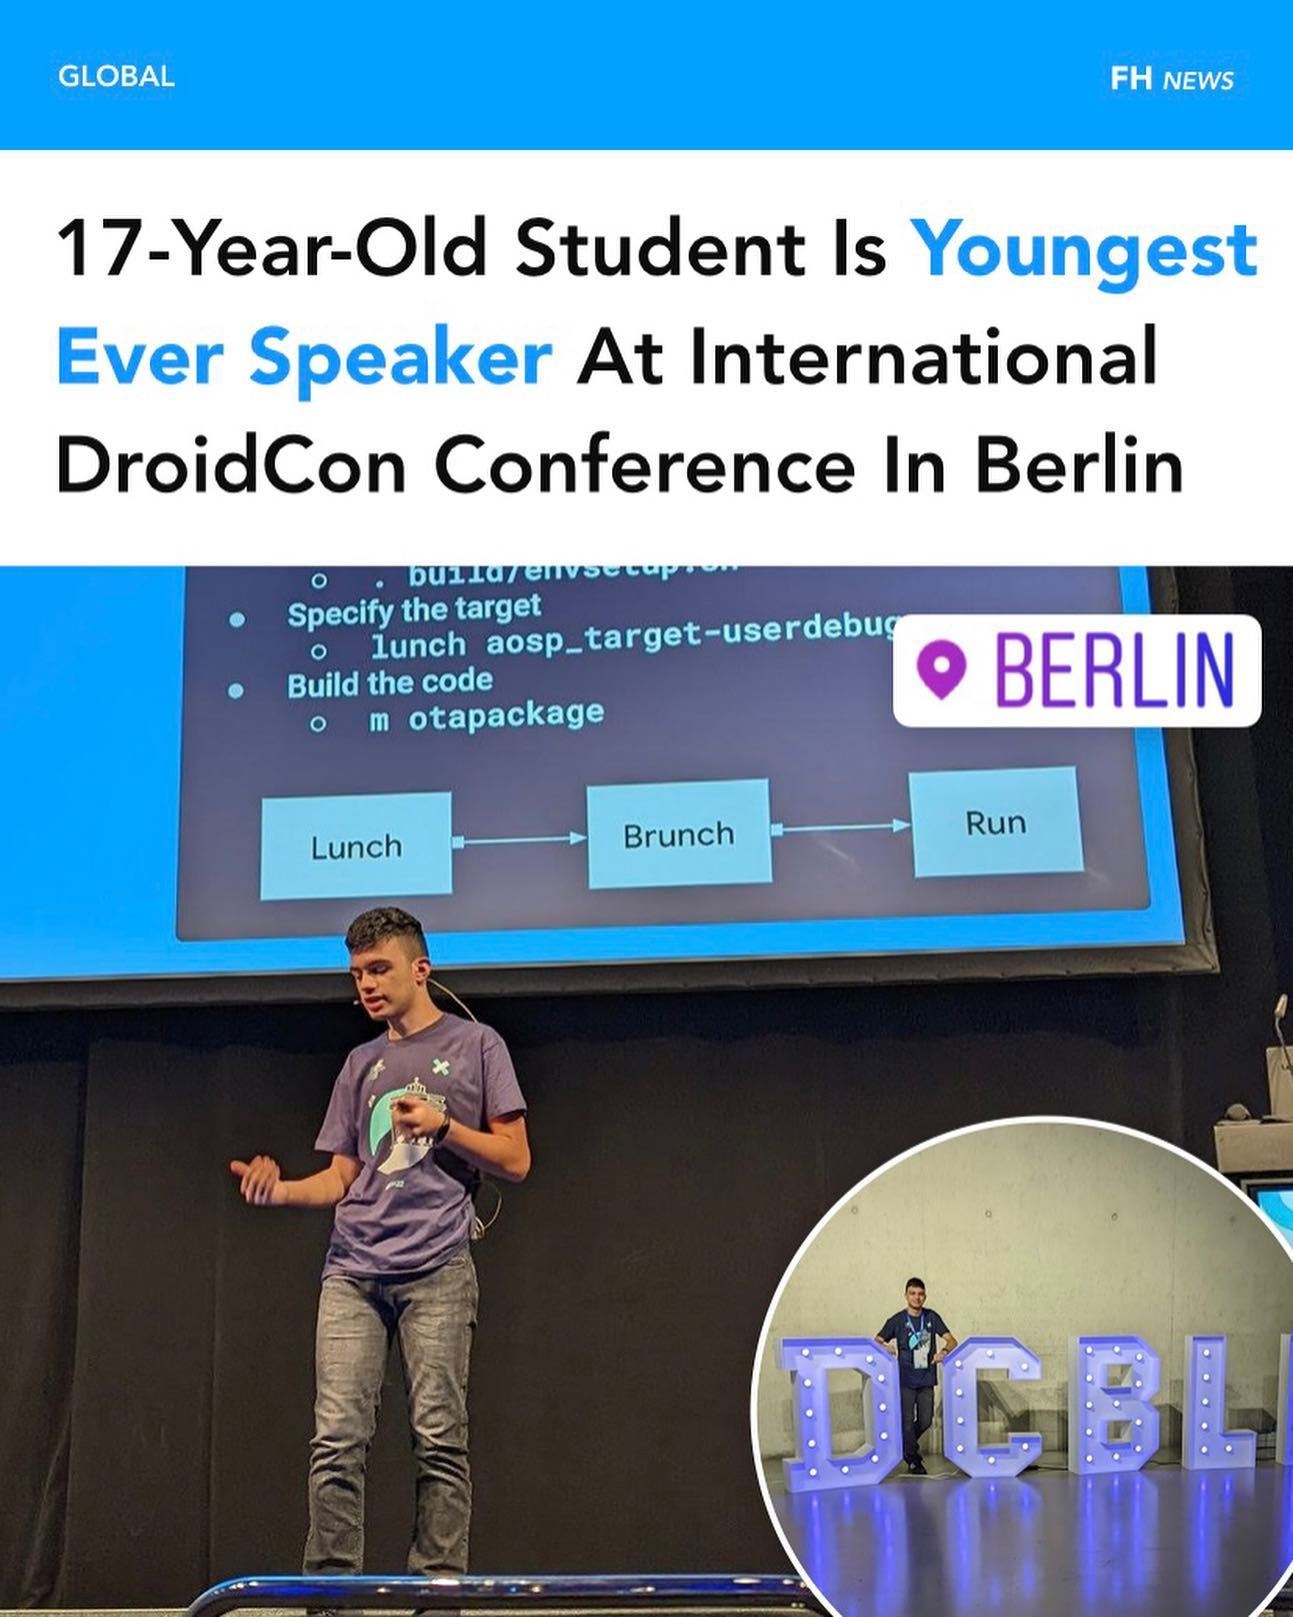 GLOBAL
FH NEWS
17-Year-Old Student Is Youngest
Ever Speaker At International
DroidCon Conference In Berlin
. build/envsetup.sh
Specify the target
lunch aosp_target-userdebug
Build the code
m otapackage
BERLIN
Lunch
Brunch
Run
DCBL